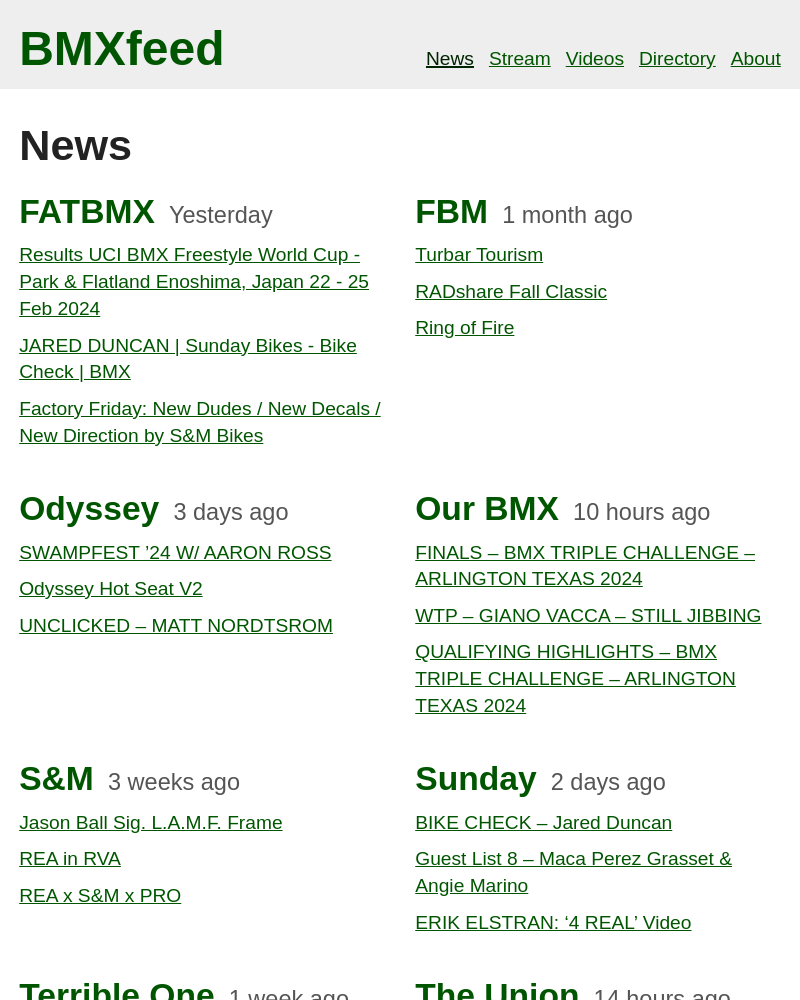 BMXfeed
News Stream Videos Directory About
News
FATBMX Yesterday
Results UCI BMX Freestyle World Cup -
Park & Flatland Enoshima, Japan 22 - 25
Feb 2024
JARED DUNCAN | Sunday Bikes - Bike
Check | BMX
Factory Friday: New Dudes / New Decals /
New Direction by S&M Bikes
FBM 1 month ago
Turbar Tourism
RADshare Fall Classic
Ring of Fire
Odyssey 3 days ago
SWAMPFEST ’24 W/ AARON ROSS
Odyssey Hot Seat V2
UNCLICKED – MATT NORDTSROM
Our BMX 10 hours ago
FINALS – BMX TRIPLE CHALLENGE –
ARLINGTON TEXAS 2024
WTP – GIANO VACCA – STILL JIBBING
QUALIFYING HIGHLIGHTS – BMX
TRIPLE CHALLENGE – ARLINGTON
TEXAS 2024
S&M 3 weeks ago
Jason Ball Sig. L.A.M.F. Frame
REA in RVA
REA x S&M x PRO
Sunday 2 days ago
BIKE CHECK – Jared Duncan
Guest List 8 – Maca Perez Grasset &
Angie Marino
ERIK ELSTRAN: ‘4 REAL’ Video
Terrible One 1 week ago
The Union 14 hours ago